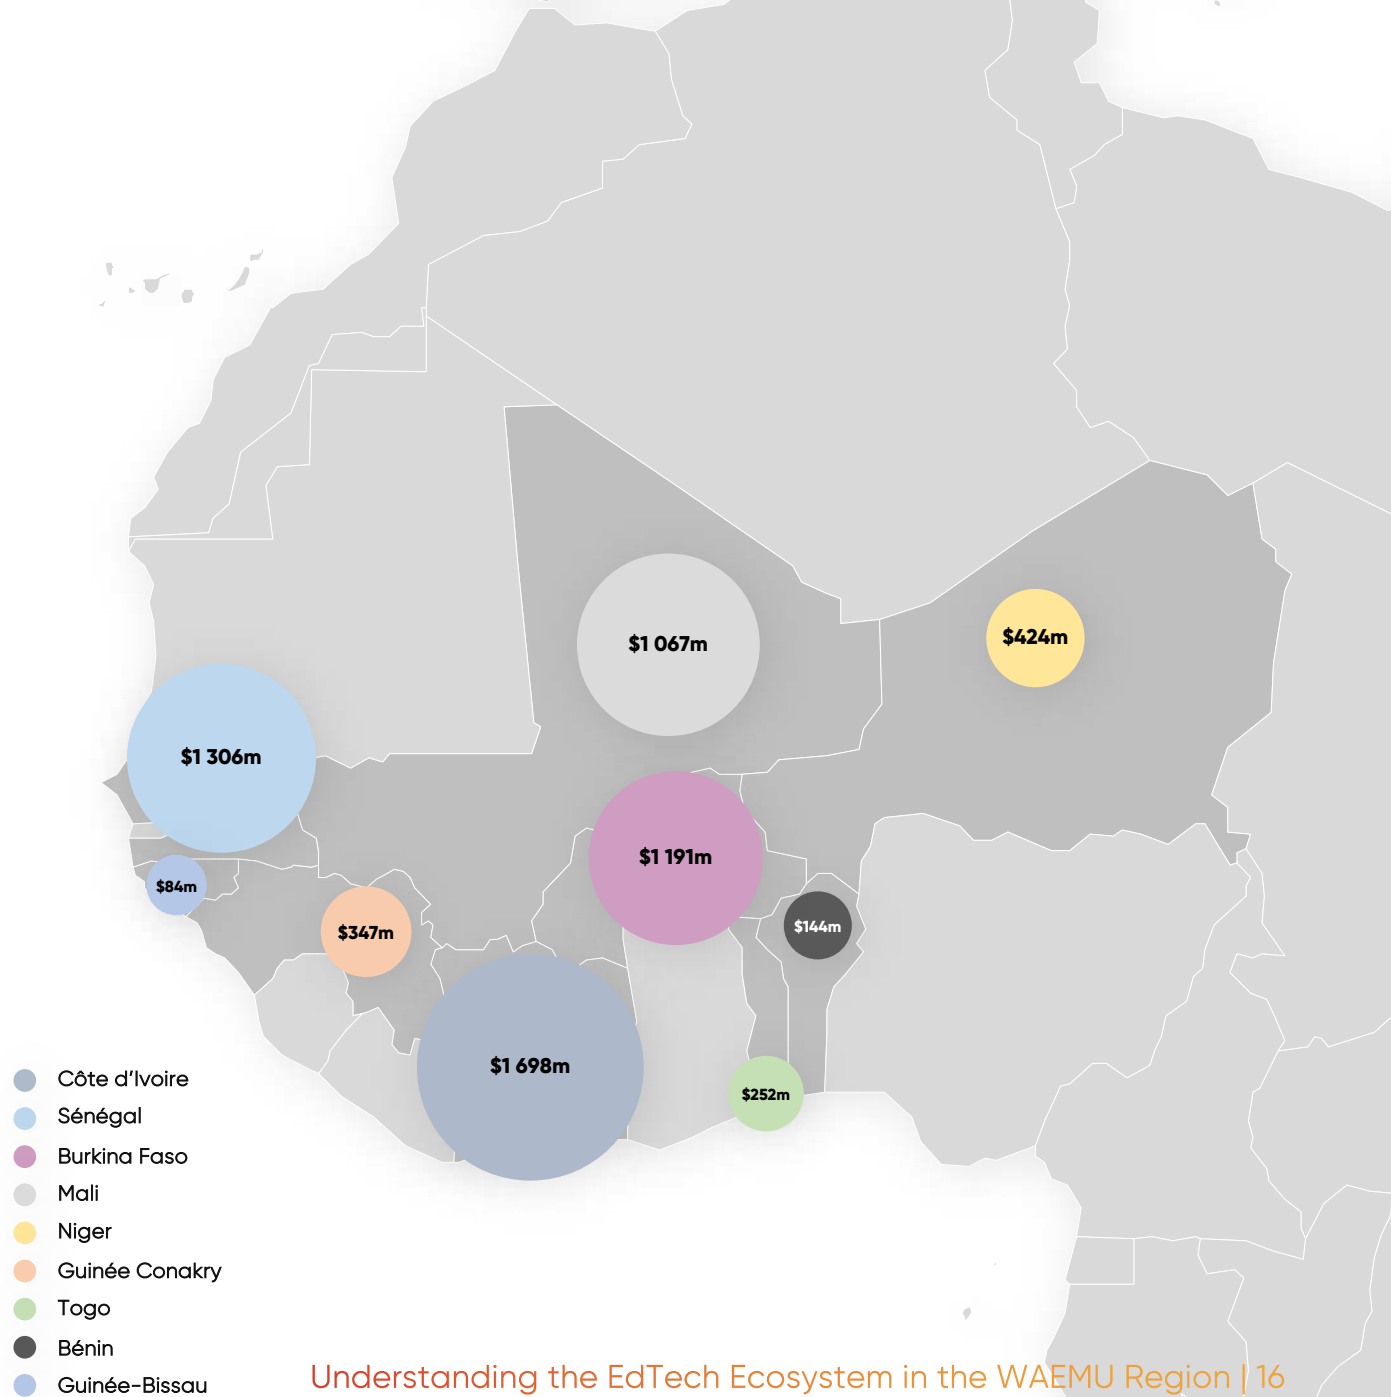 $1 067m
$424m
$1 306m
$1 191m
$84m
$347m
$144m
$1 698m
$252m
Côte d’Ivoire
Sénégal
Burkina Faso
Mali
Niger
Guinée Conakry
Togo
Bénin
Guinée-Bissau
Understanding the EdTech Ecosystem in the WAEMU Region | 16